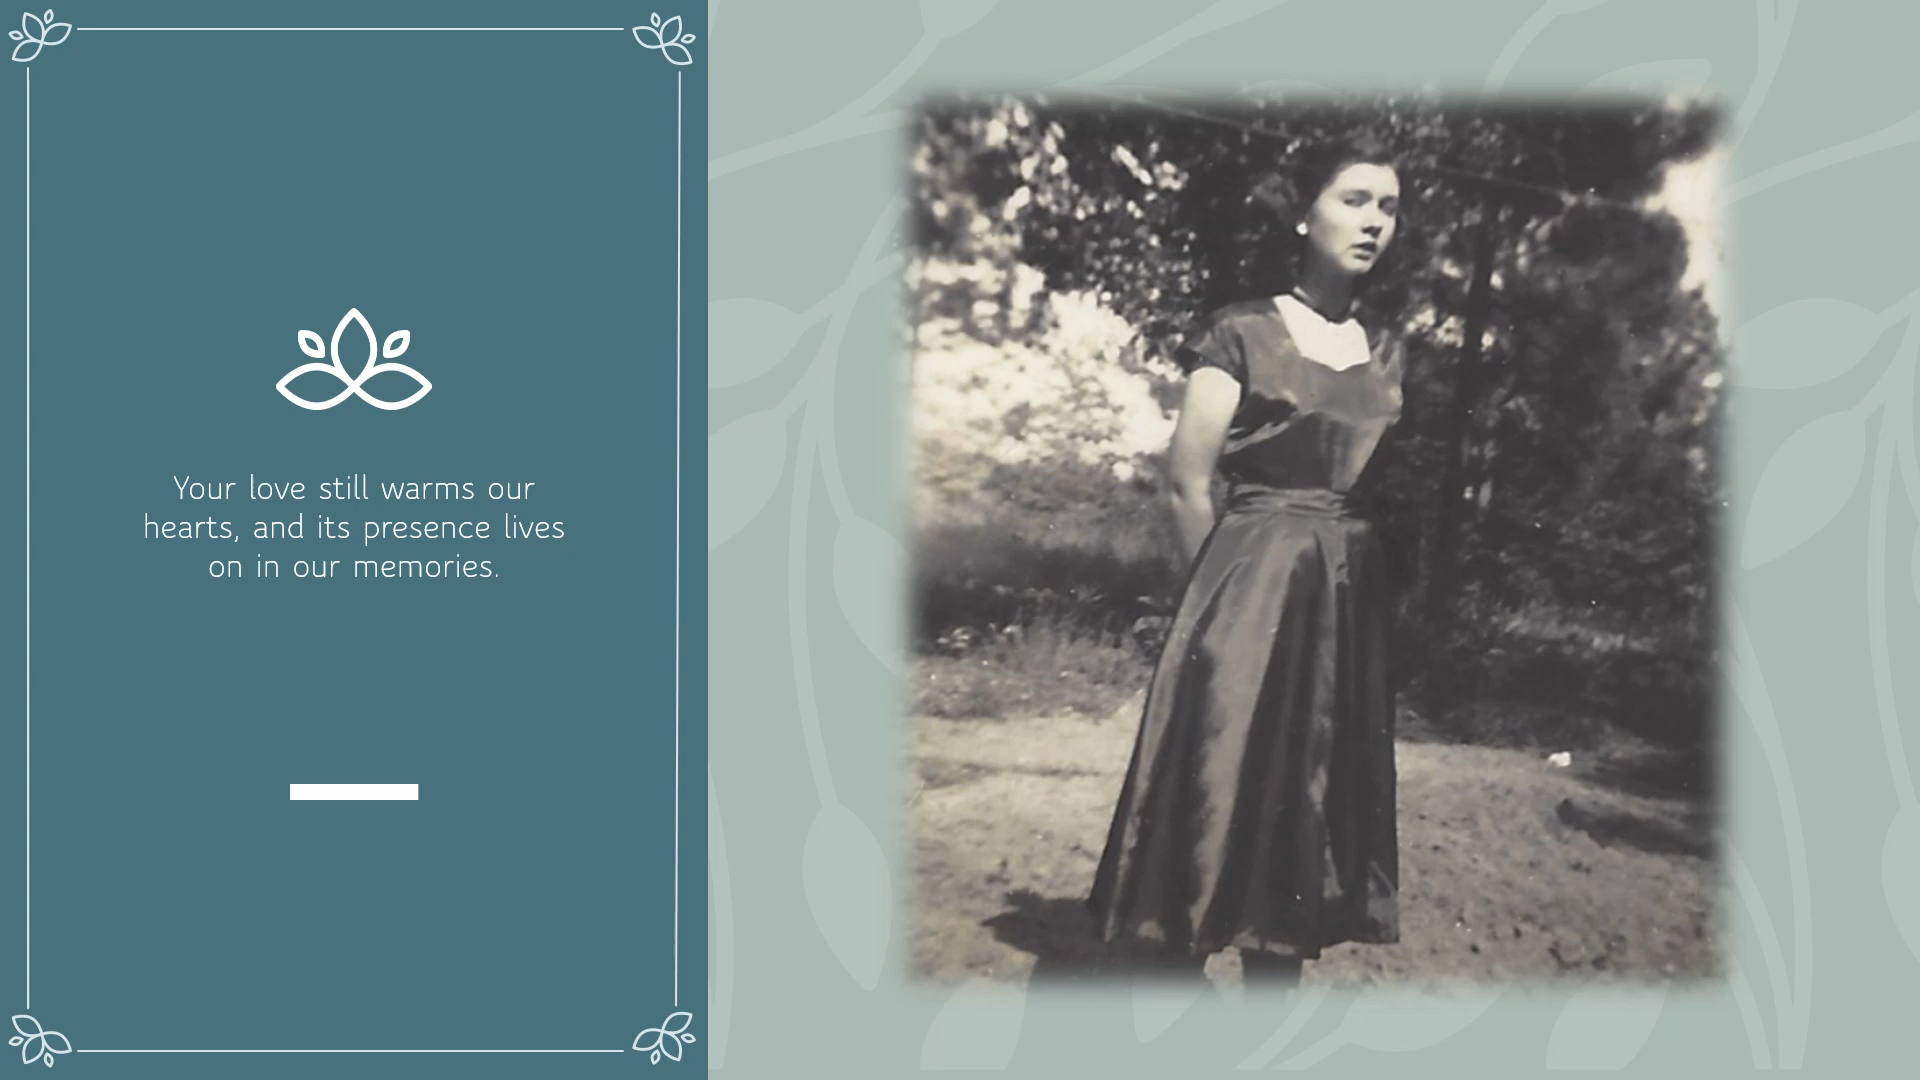 Your love still warms our
hearts, and its presence lives
on in our memories.